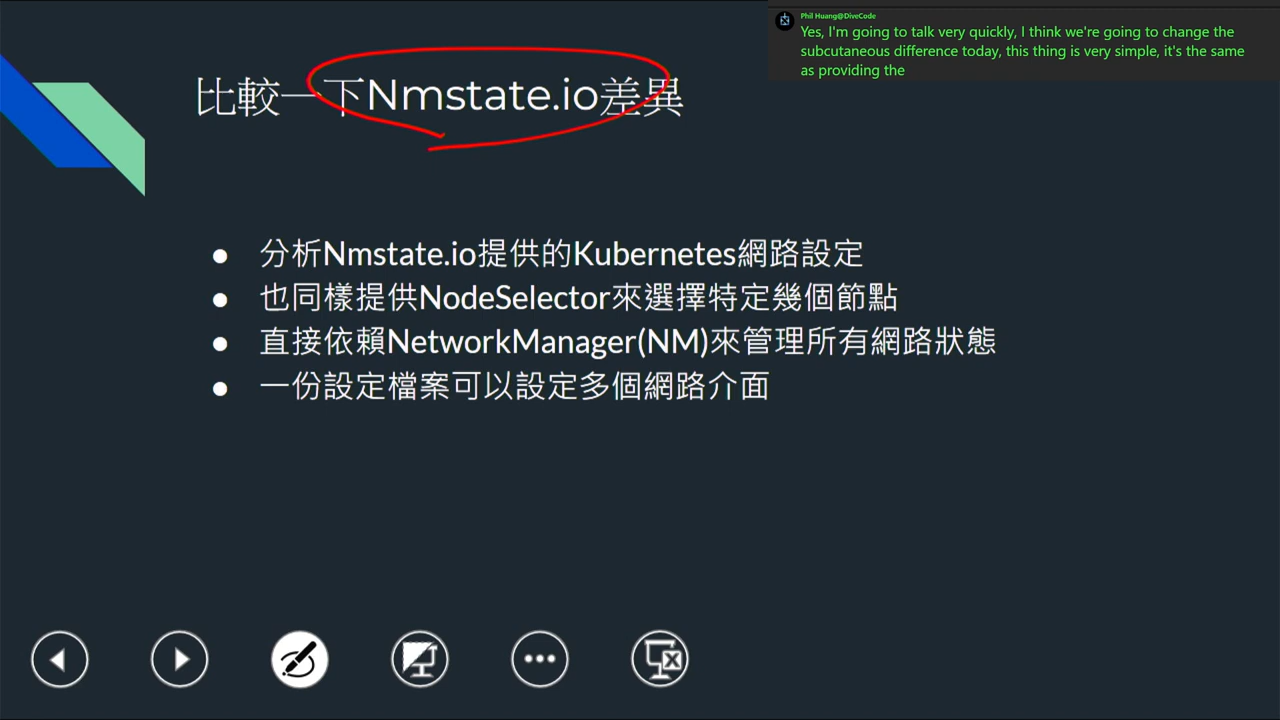 Phil Huang@DiveCode
Yes, I'm going to talk very quickly, I think we're going to change the
subcutaneous difference today, this thing is very simple, it's the same
as providing the
比較一下Nmstate.io差異
分析Nmstate.io提供的Kubernetes網路設定
也同樣提供NodeSelector來選擇特定幾個節點
直接依賴NetworkManager(NM)來管理所有網路狀態
一份設定檔案可以設定多個網路介面